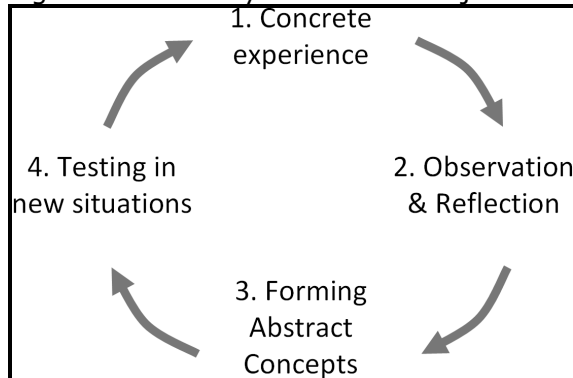 1. Concrete
experience
2. Observation
& Reflection
3. Forming
Abstract
Concepts
4. Testing in
new situations